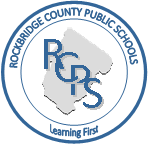 ROCKBRIDGE COUNTY PUBLIC SCHOOLS
RCPS
Learning First